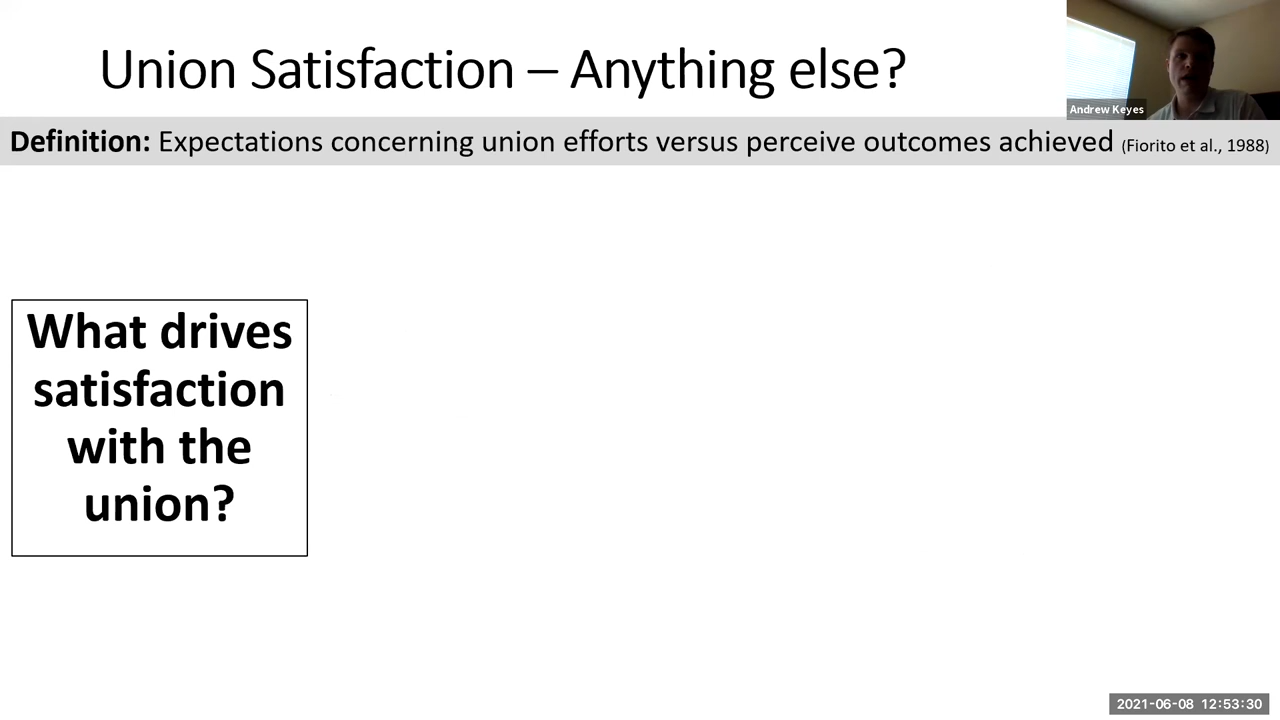 Union Satisfaction – Anything else?
Andrew Keyes
Definition: Expectations concerning union efforts versus perceive outcomes achieved (Fiorito et al., 1988)
What drives
satisfaction
with the
union?
2021-06-08 12:53:30